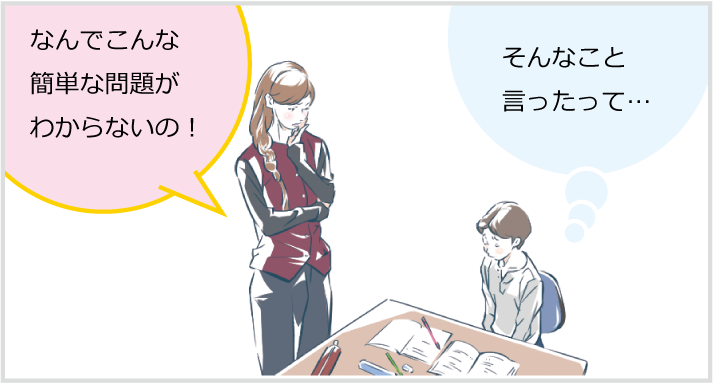 なんでこんな
簡単な問題が
わからないの！
そんなこと
言ったって…